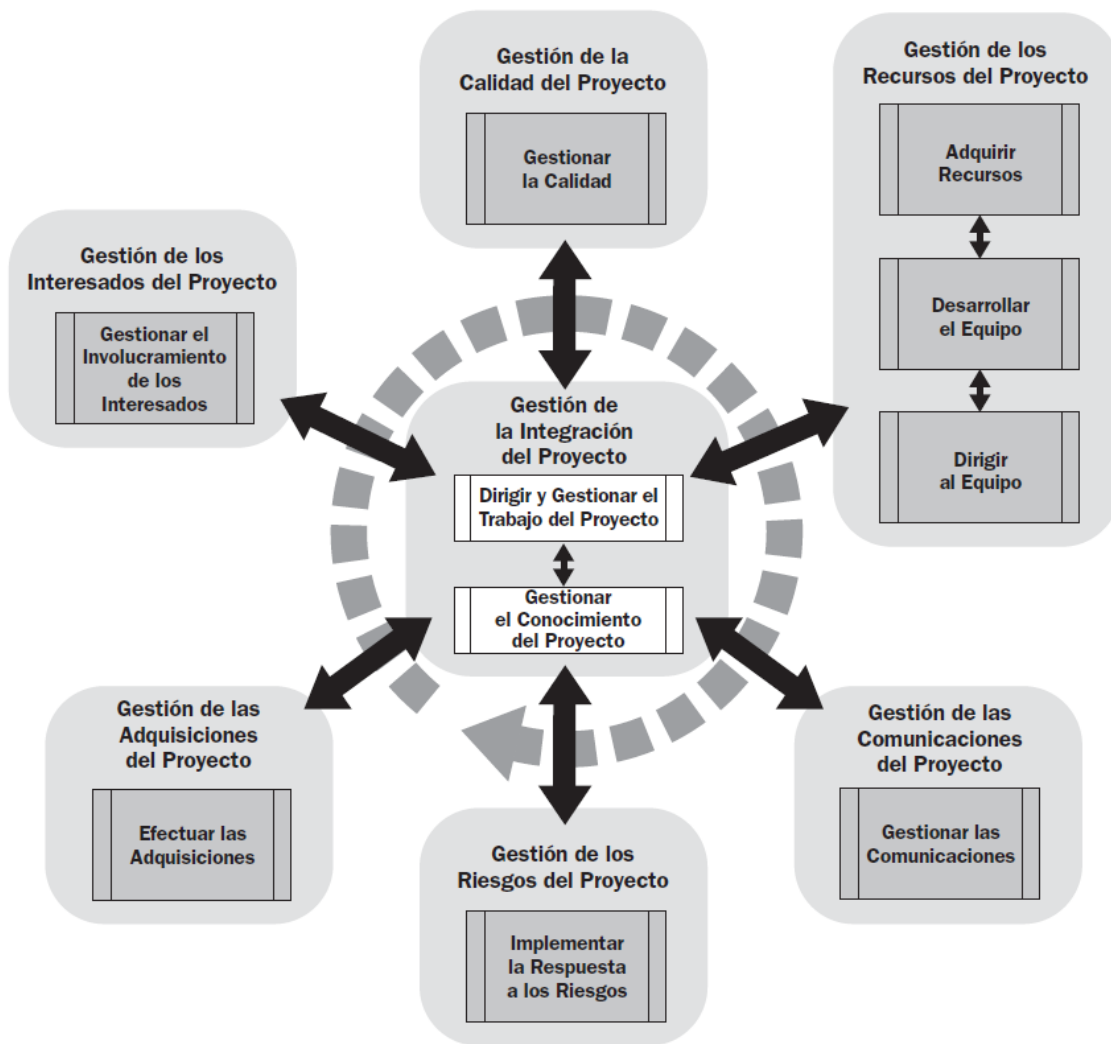 Gestión de la
Calidad del Proyecto
Gestionar
la Calidad
Gestión de los
Recursos del Proyecto
Adquirir
Recursos
Desarrollar
el Equipo
Dirigir
al Equipo
Gestión de los
Interesados del Proyecto
Gestionar el
Involucramiento
de los
Interesados
Gestión de
la Integración
del Proyecto
Dirigir y Gestionar el
Trabajo del Proyecto
Gestionar
el Conocimiento
del Proyecto
Gestión de las
Adquisiciones
del Proyecto
Efectuar las
Adquisiciones
Gestión de los
Riesgos del Proyecto
Implementar
la Respuesta
a los Riesgos
Gestión de las
Comunicaciones
del Proyecto
Gestionar las
Comunicaciones